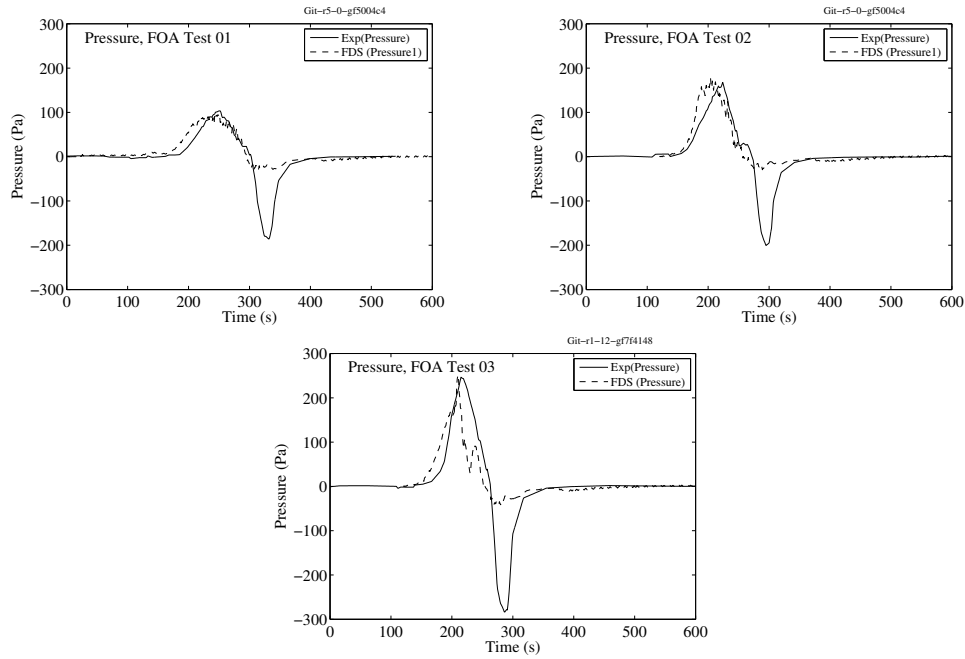 Git−r5−0−gf5004c4
Pressure, FOA Test 01
Exp(Pressure)
FDS (Pressure1)
300
200
100
0
−100
−200
−300
Pressure (Pa)
0 100 200 300 400 500 600
Time (s)
Git−r5−0−gf5004c4
Pressure, FOA Test 02
Exp(Pressure)
FDS (Pressure1)
300
200
100
0
−100
−200
−300
Pressure (Pa)
0 100 200 300 400 500 600
Time (s)
Git−r1−12−gf7f4148
Pressure, FOA Test 03
Exp(Pressure)
FDS (Pressure)
300
200
100
0
−100
−200
−300
Pressure (Pa)
0 100 200 300 400 500 600
Time (s)